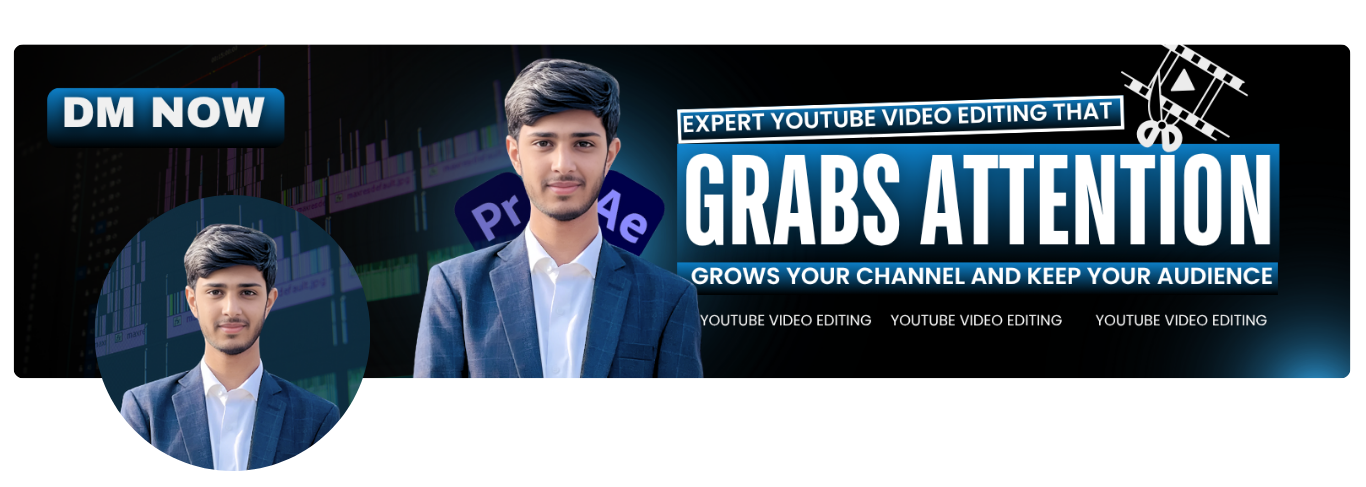 DM NOW
EXPERT YOUTUBE VIDEO EDITING THAT
GRABS ATTENTION
GROWS YOUR CHANNEL AND KEEP YOUR AUDIENCE
YOUTUBE VIDEO EDITING YOUTUBE VIDEO EDITING YOUTUBE VIDEO EDITING
Pr Ae